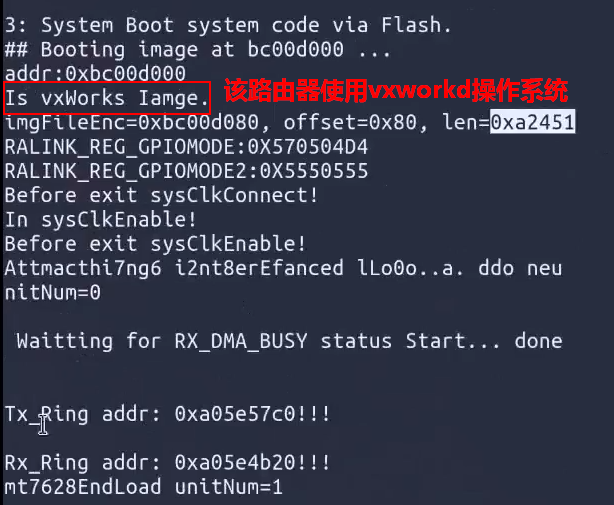 3: System Boot system code via Flash.
## Booting image at bc00d000 ...
addr:0xbc00d000
Is vxWorks Iamge. 该路由器使用vxworkd操作系统
imgFileEnc=0xbc00d080, offset=0x80, len=0xa2451
RALINK_REG_GPIOMODE:0X570504D4
RALINK_REG_GPIOMODE2:0X5550555
Before exit sysClkConnect!
In sysClkEnable!
Before exit sysClkEnable!
Attmacthi7ng6 i2nt8erEfanced lLo0o..a. ddo neu
nitNum=0
Waitting for RX_DMA_BUSY status Start... done
Tx_Ring addr: 0xa05e57c0!!!
Rx_Ring addr: 0xa05e4b20!!!
mt7628EndLoad unitNum=1